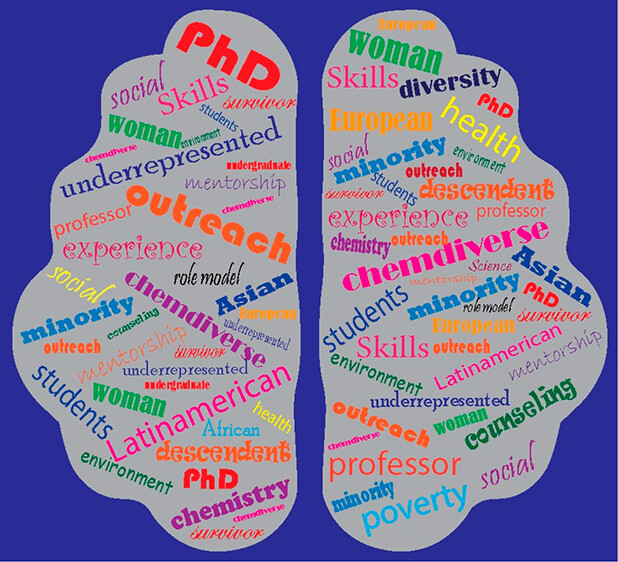 PhD
social
Skills
survivor
students
woman
environment
underrepresented
chemdiverse
undergraduate
mentorship
chemdiverse
outreach
professor
experience
role model
social
chemdiverse
Asian
minority
European
counseling
underrepresented
outreach
mentorship
survivor
underrepresented
undergraduate
students
woman
Latinamerican
health
African
descendent
environment
PhD
chemistry
chemdiverse
survivor
European
woman
Skills
diversity
PhD
European
health
social
minority
environment
outreach
students
survivor
descendent
experience
professor
chemistry
outreach
chemdiverse
Science
mentorship
Asian
students
minority
PhD
role model
survivor
European
Skills
outreach
Latinamerican
mentorship
environment
underrepresented
outreach
woman
counseling
chemdiverse
professor
social
minority
poverty